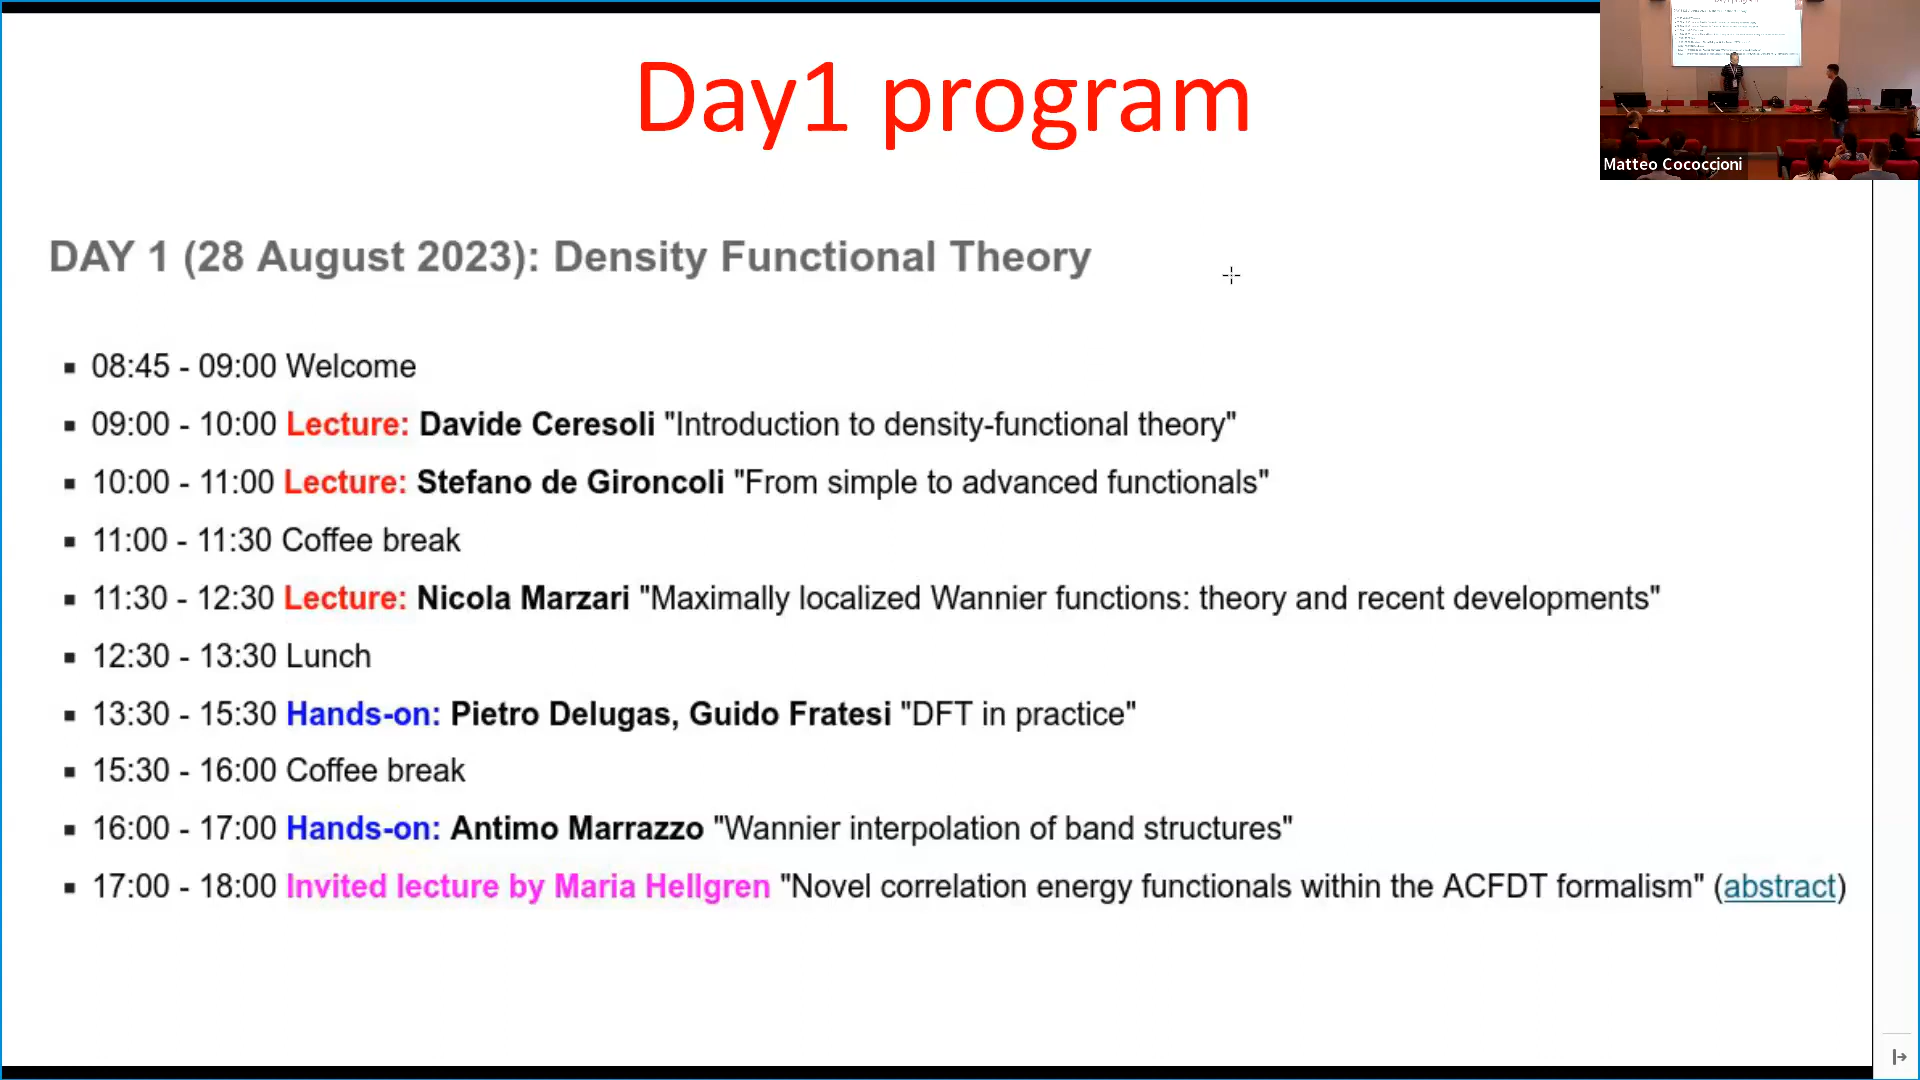 Day1 program
Matteo Cococcioni
DAY 1 (28 August 2023): Density Functional Theory
08:45 - 09:00 Welcome
09:00 - 10:00 Lecture: Davide Ceresoli "Introduction to density-functional theory"
10:00 - 11:00 Lecture: Stefano de Gironcoli "From simple to advanced functionals"
11:00 - 11:30 Coffee break
11:30 - 12:30 Lecture: Nicola Marzari "Maximally localized Wannier functions: theory and recent developments"
12:30 - 13:30 Lunch
13:30 - 15:30 Hands-on: Pietro Delugas, Guido Fratesi "DFT in practice"
15:30 - 16:00 Coffee break
16:00 - 17:00 Hands-on: Antimo Marrazzo "Wannier interpolation of band structures"
17:00 - 18:00 Invited lecture by Maria Hellgren "Novel correlation energy functionals within the ACFDT formalism" (abstract)